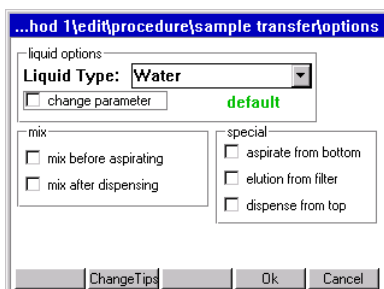 ...hod 1\edit\procedure\sample transfer\options
liquid options
Liquid Type: Water
change parameter default
mix
mix before aspirating
mix after dispensing
special
aspirate from bottom
elution from filter
dispense from top
ChangeTips Ok Cancel